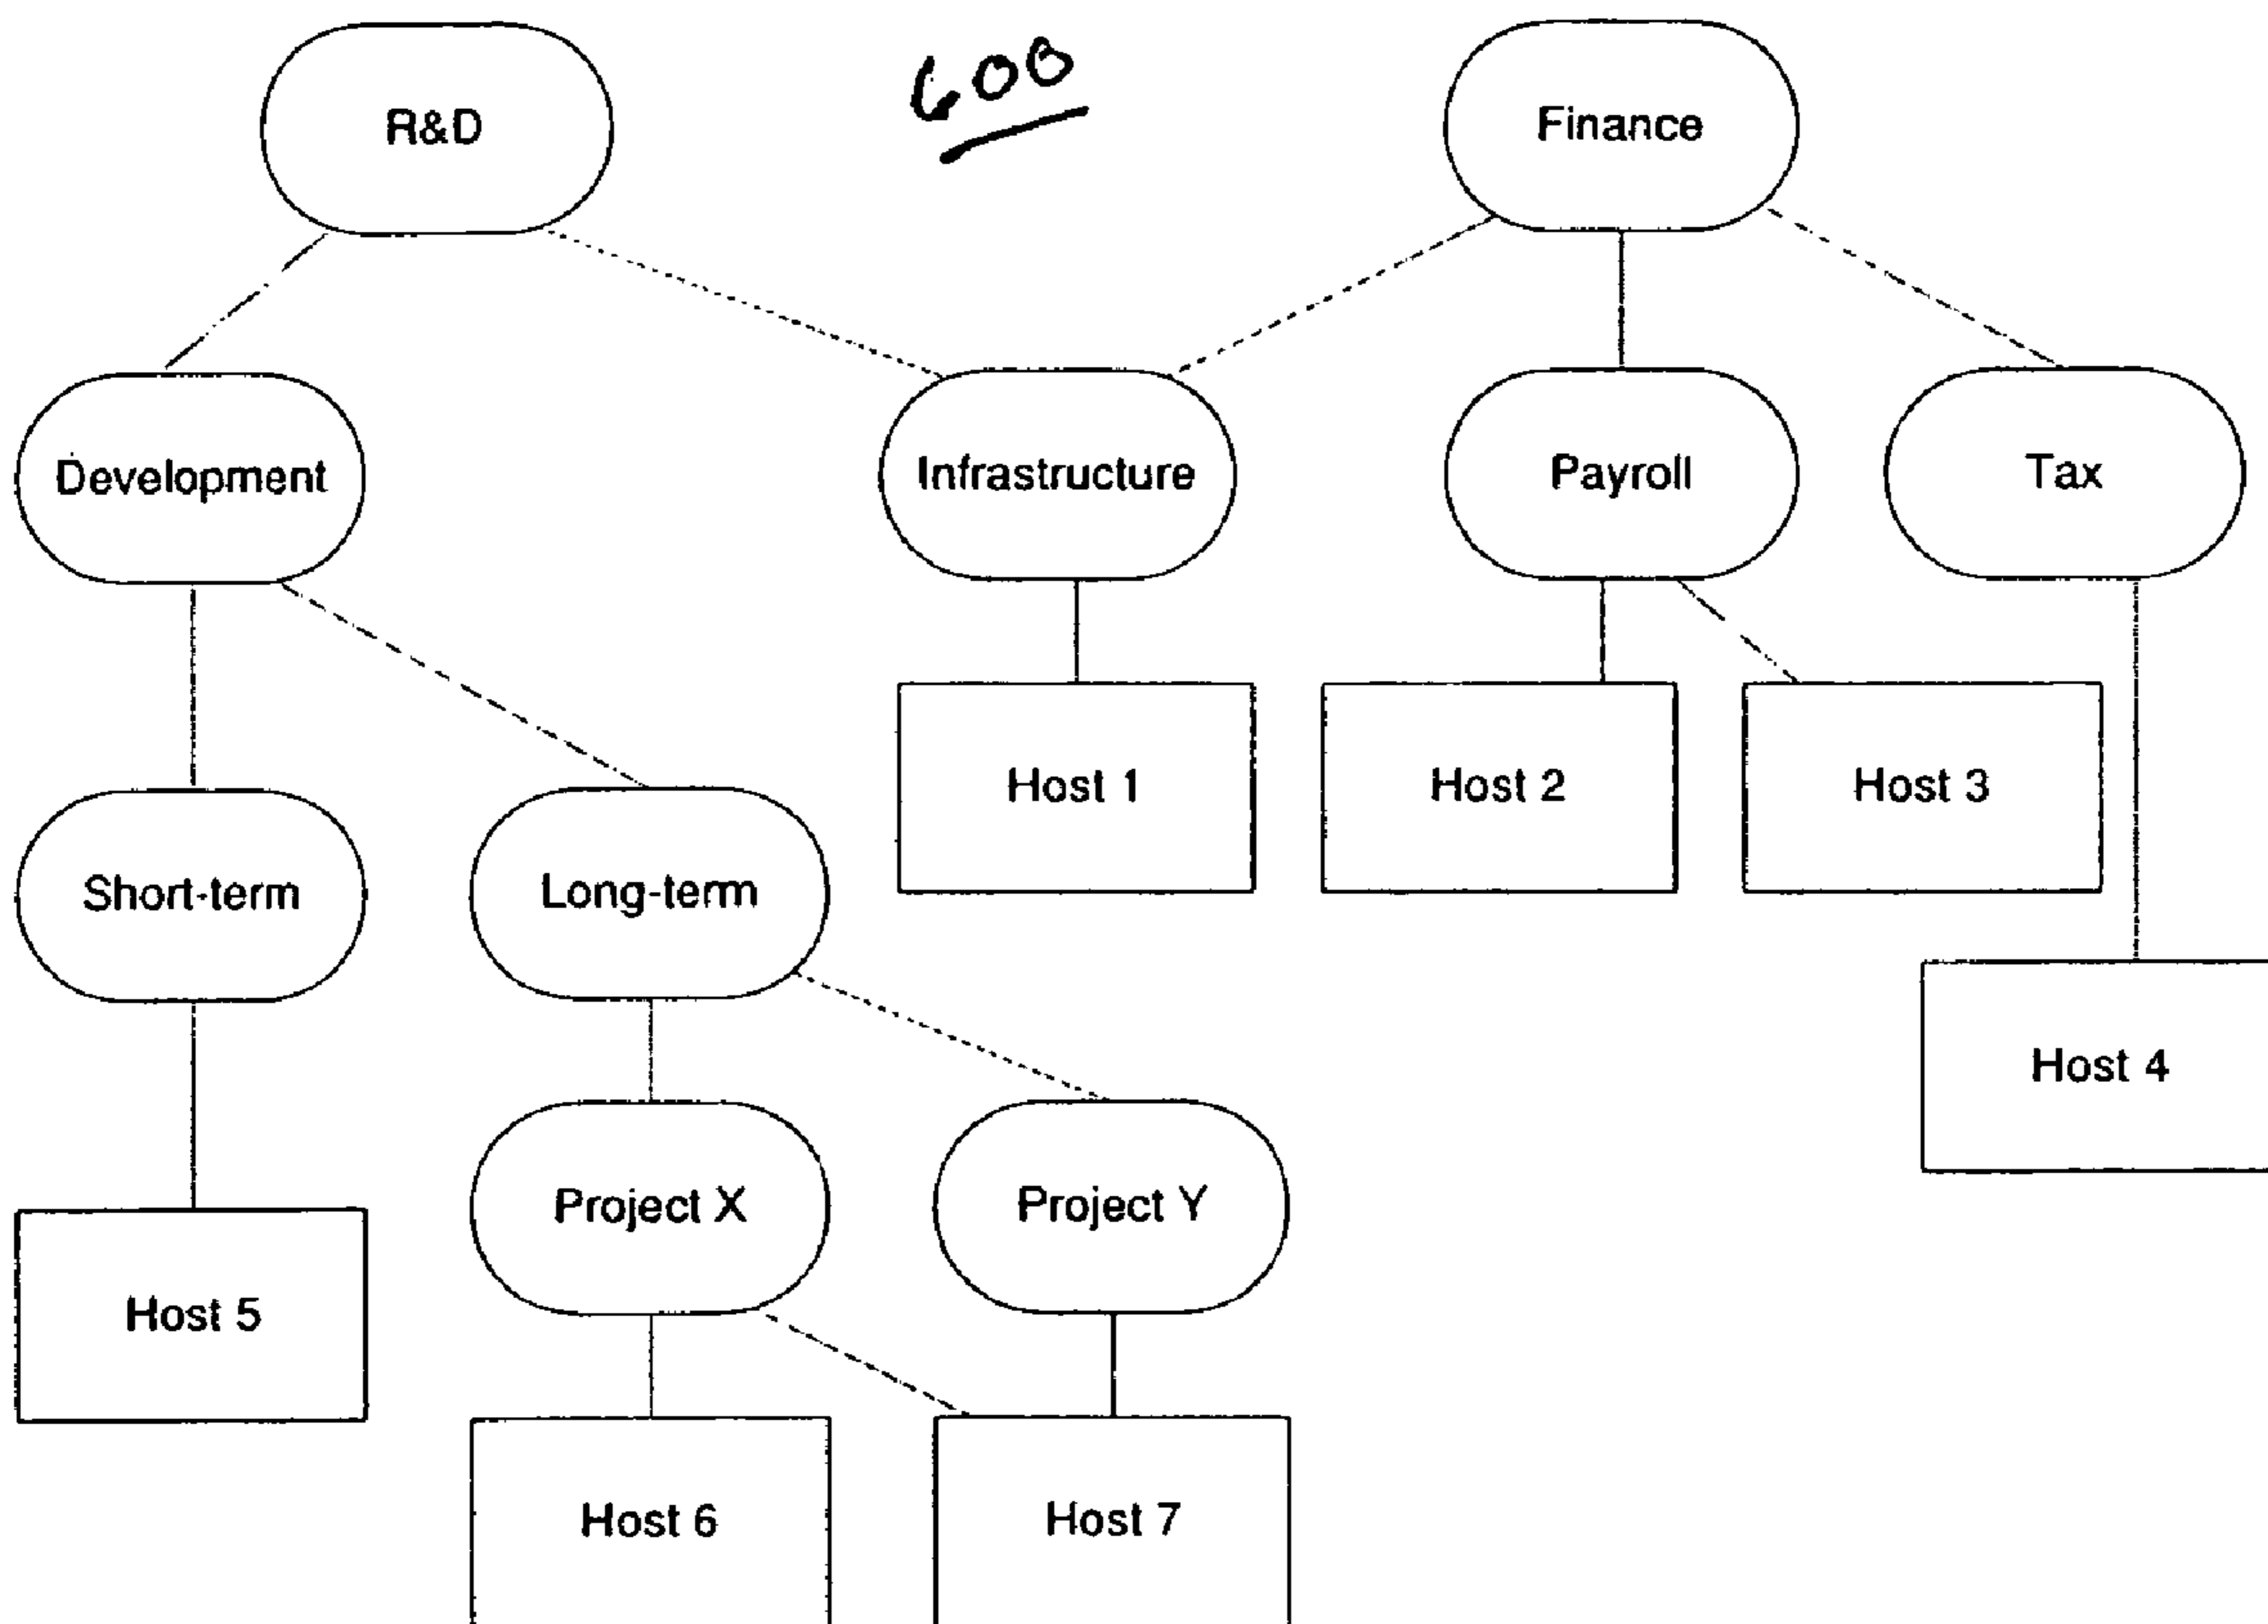 600
R&D
Finance
Development
Infrastructure
Payroll
Tax
Host 1
Host 2
Host 3
Short-term
Long-term
Host 4
Project X
Project Y
Host 5
Host 6
Host 7